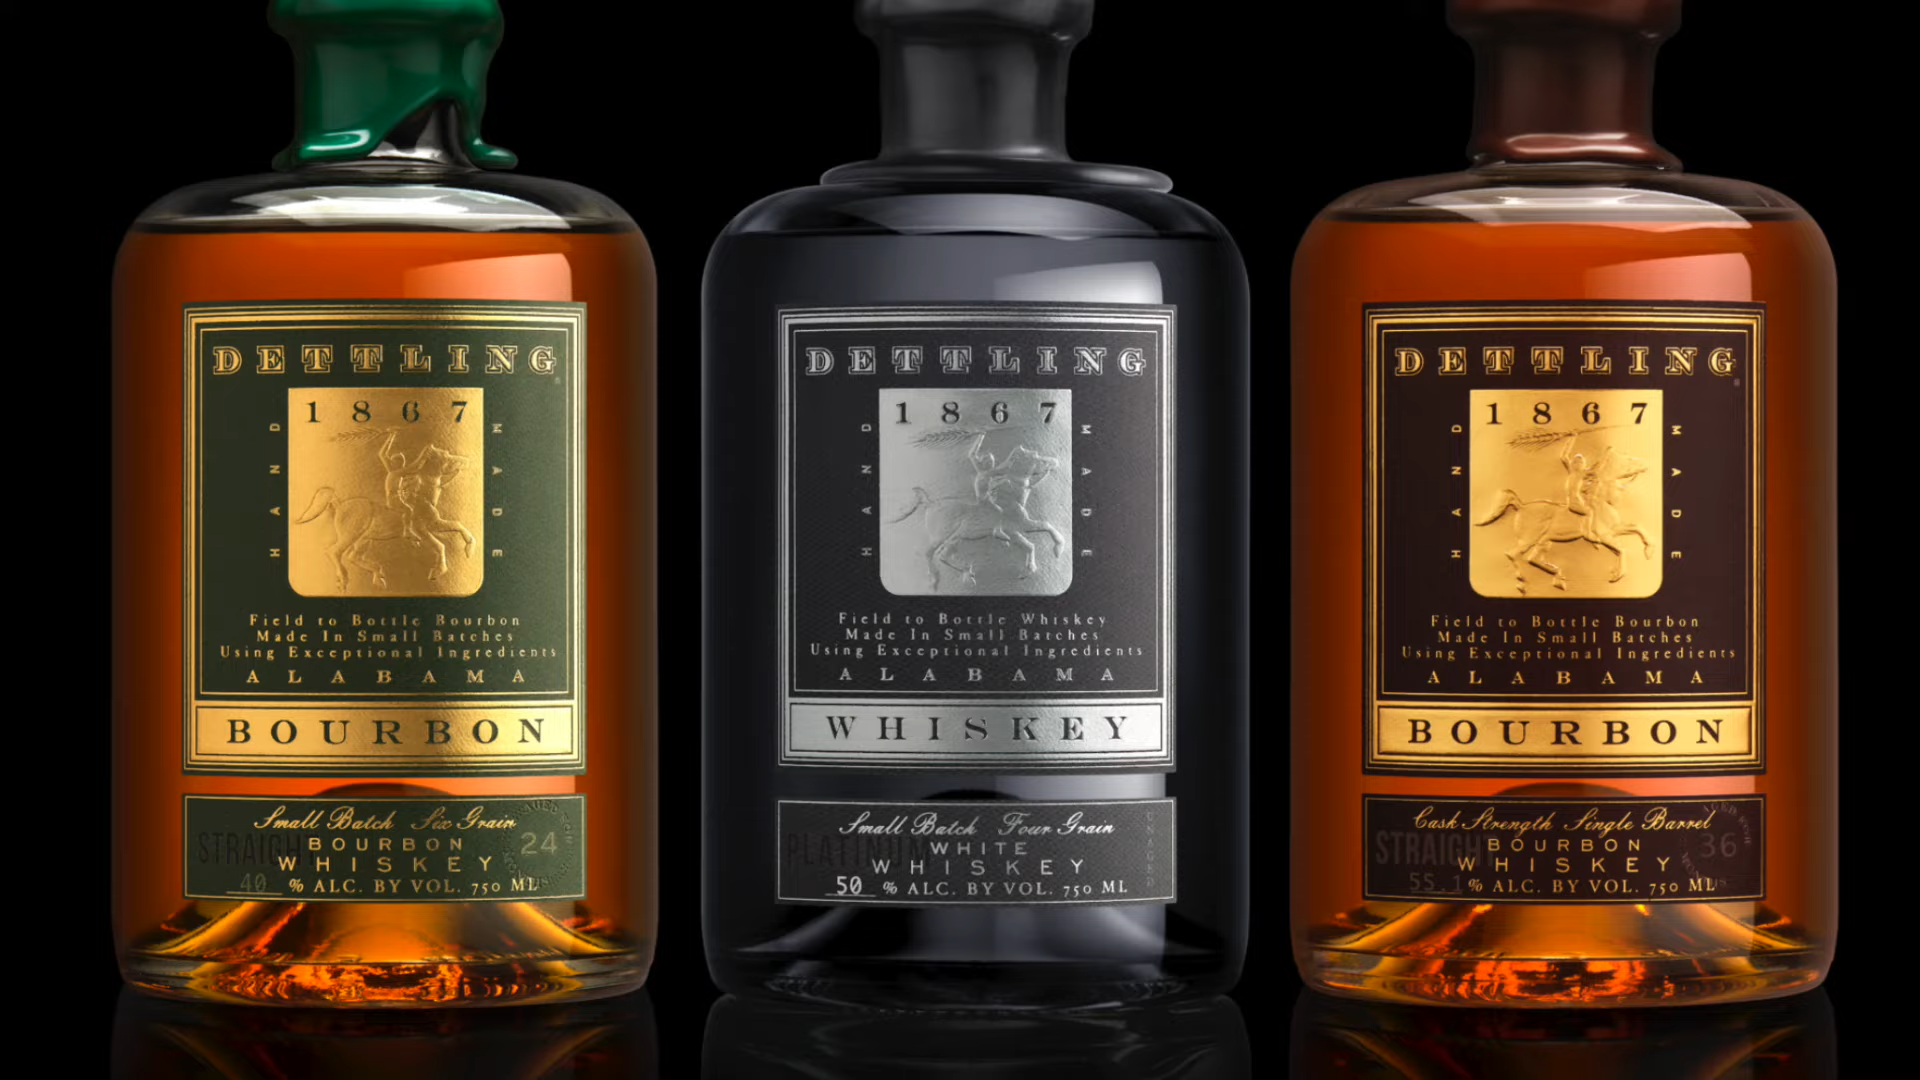 DETTLING
1867
HAND
MADE
Field to Bottle Bourbon
Made In Small Batches
Using Exceptional Ingredients
ALABAMA
BOURBON
Small Batch Six Grain
STRAIGHT
BOURBON
WHISKEY
24
40 % ALC. BY VOL. 750 ML
DETTLING
1867
HAND
MADE
Field to Bottle Whiskey
Made In Small Batches
Using Exceptional Ingredients
ALABAMA
WHISKEY
Small Batch Four Grain
PLATINUM
WHITE
WHISKEY
UNAGED
50 % ALC. BY VOL. 750 ML
DETTLING
1867
HAND
MADE
Field to Bottle Bourbon
Made In Small Batches
Using Exceptional Ingredients
ALABAMA
BOURBON
Cask Strength Single Barrel
STRAIGHT
BOURBON
WHISKEY
AGED FOR
36
MONTHS
55.1 % ALC. BY VOL. 750 ML